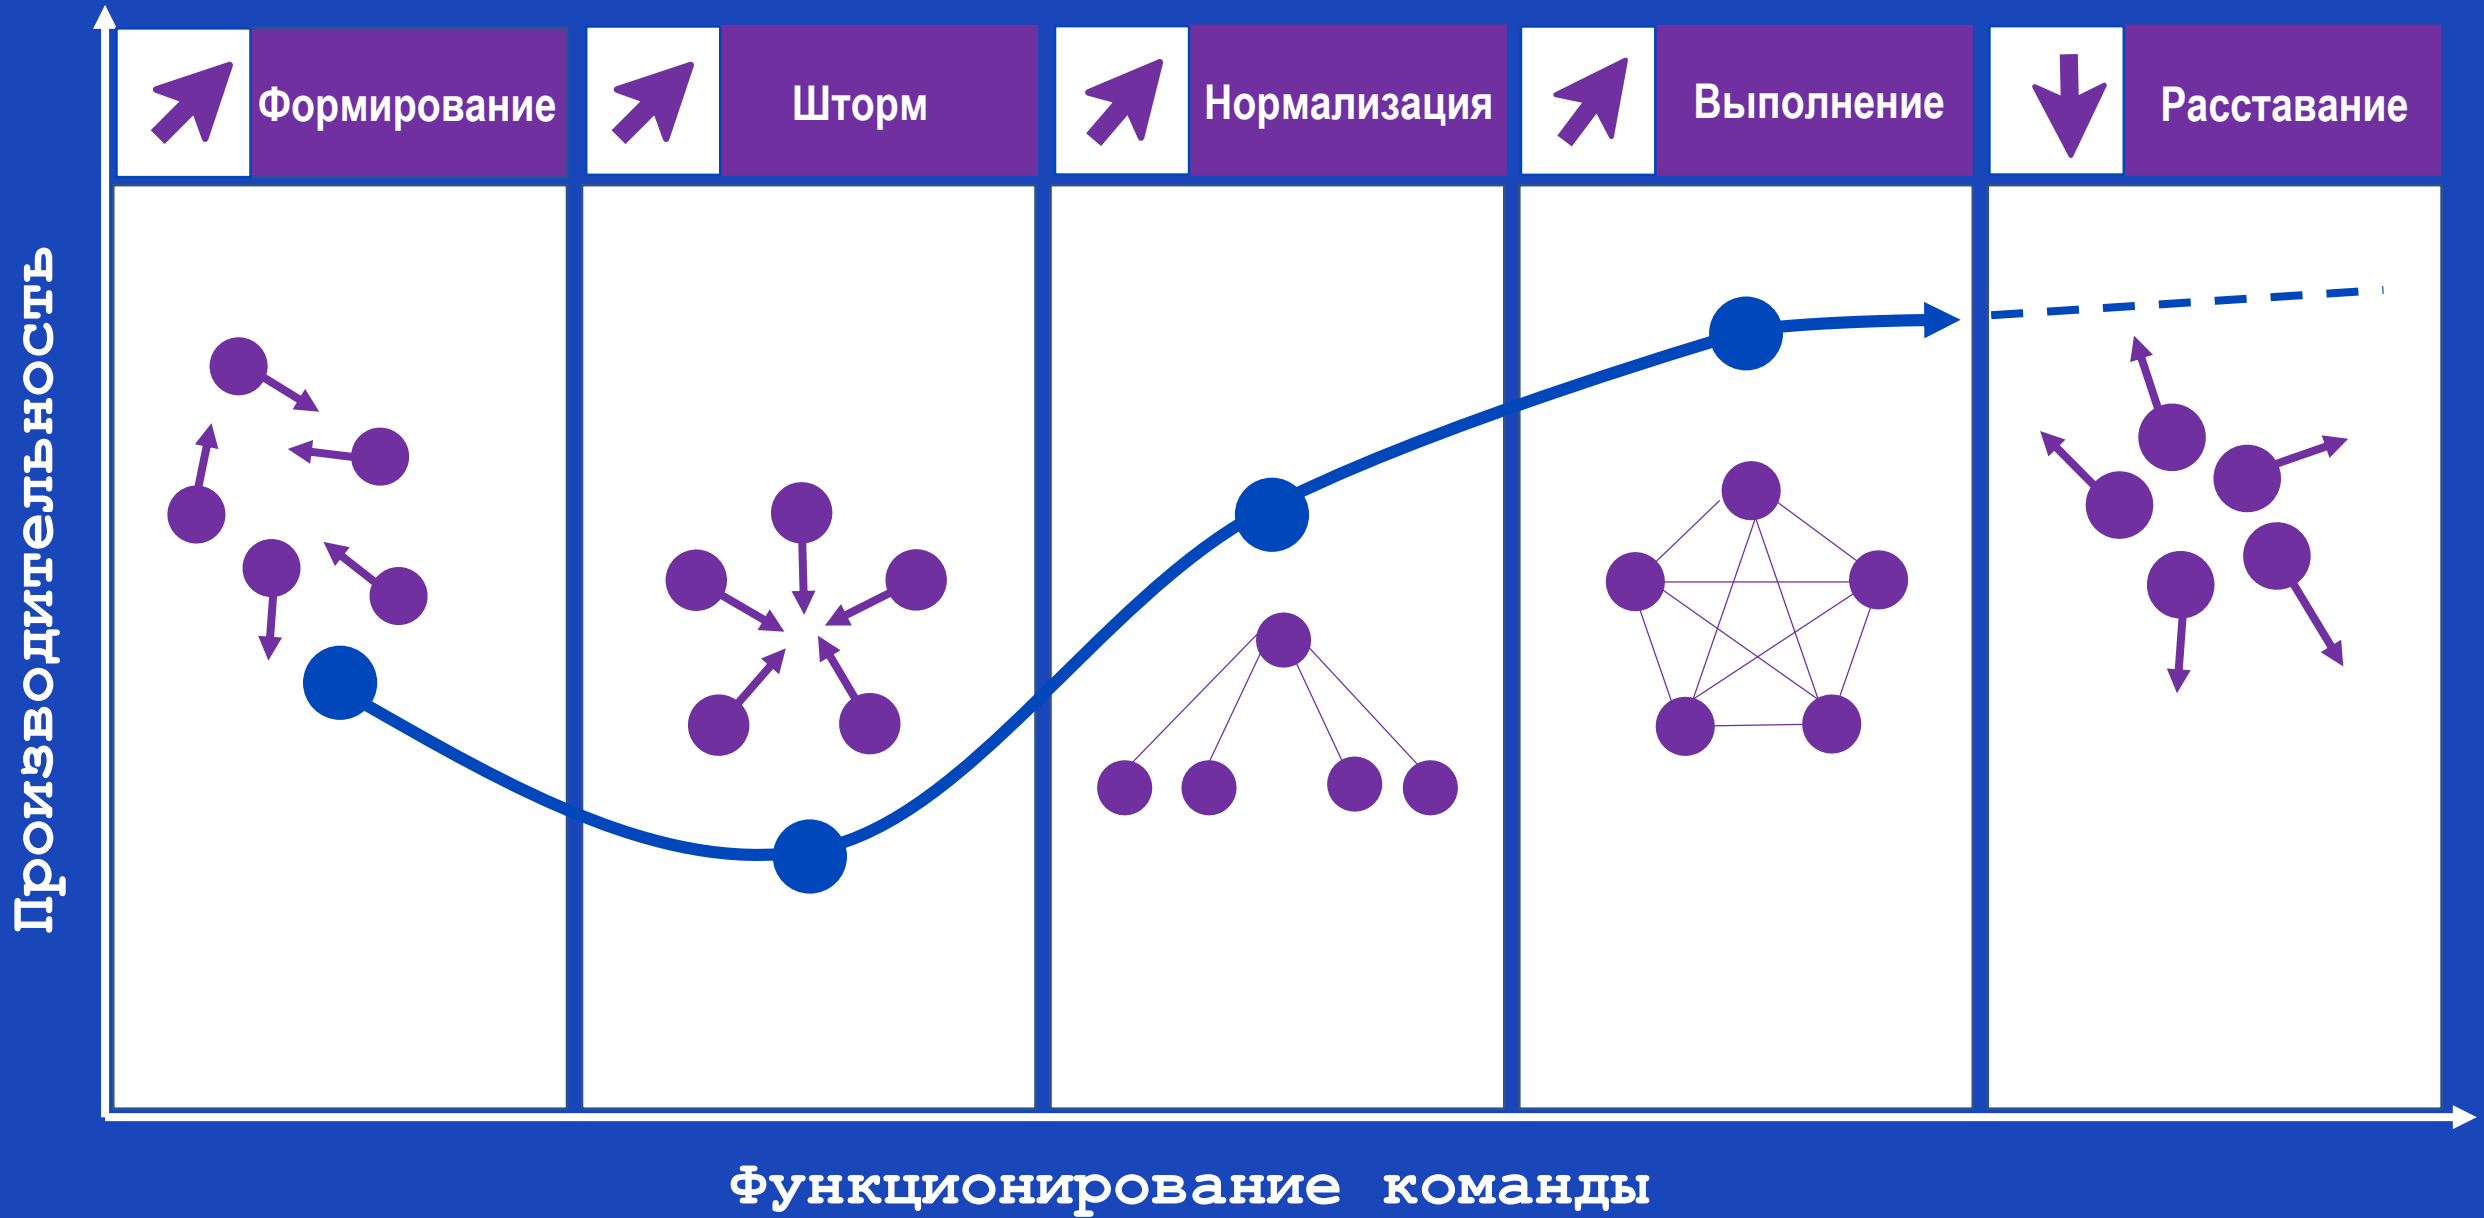 Формирование
Шторм
Нормализация
Выполнение
Расставание
Производительность
Функционирование команды